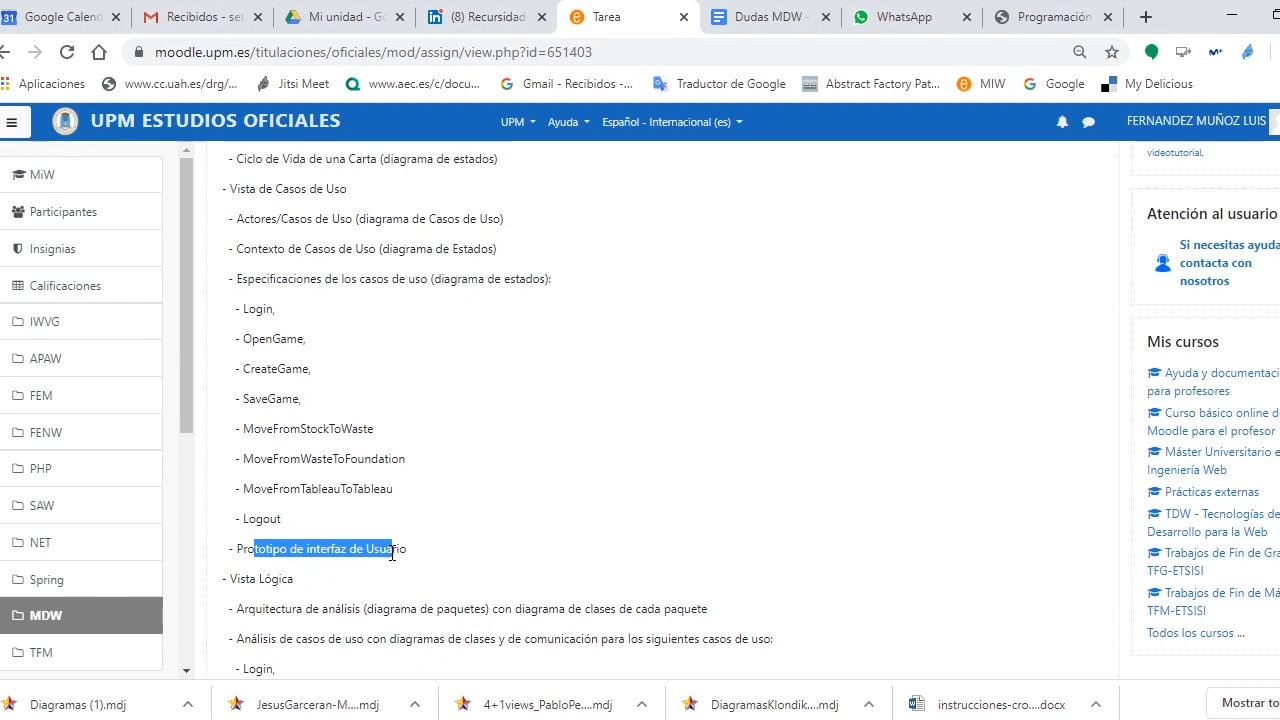 Google Calend
Recibidos - set
Mi unidad - Go
(8) Recursidad
Tarea
Dudas MDW -
WhatsApp
Programación
moodle.upm.es/titulaciones/oficiales/mod/assign/view.php?id=651403
Aplicaciones
www.cc.uah.es/drg/...
Jitsi Meet
www.aec.es/c/docu...
Gmail - Recibidos -...
Traductor de Google
Abstract Factory Pat...
MIW
Google
My Delicious
UPM ESTUDIOS OFICIALES
UPM
Ayuda
Español - Internacional (es)
FERNANDEZ MUÑOZ LUIS
MiW
Participantes
Insignias
Calificaciones
IWVG
APAW
FEM
FENW
PHP
SAW
NET
Spring
MDW
TFM
- Ciclo de Vida de una Carta (diagrama de estados)
- Vista de Casos de Uso
- Actores/Casos de Uso (diagrama de Casos de Uso)
- Contexto de Casos de Uso (diagrama de Estados)
- Especificaciones de los casos de uso (diagrama de estados):
- Login,
- OpenGame,
- CreateGame,
- SaveGame,
- MoveFromStockToWaste
- MoveFromWasteToFoundation
- MoveFromTableauToTableau
- Logout
- Prototipo de interfaz de Usuario
- Vista Lógica
- Arquitectura de análisis (diagrama de paquetes) con diagrama de clases de cada paquete
- Análisis de casos de uso con diagramas de clases y de comunicación para los siguientes casos de uso:
- Login,
videotutorial.
Atención al usuario
Si necesitas ayuda
contacta con
nosotros
Mis cursos
Ayuda y documentaci
para profesores
Curso básico online d
Moodle para el profesor
Máster Universitario e
Ingeniería Web
Prácticas externas
TDW - Tecnologías de
Desarrollo para la Web
Trabajos de Fin de Gra
TFG-ETSISI
Trabajos de Fin de Má
TFM-ETSISI
Todos los cursos ...
Diagramas (1).mdj
JesusGarceran-M....mdj
4+1views_PabloPe....mdj
DiagramasKlondik....mdj
instrucciones-cro....docx
Mostrar to